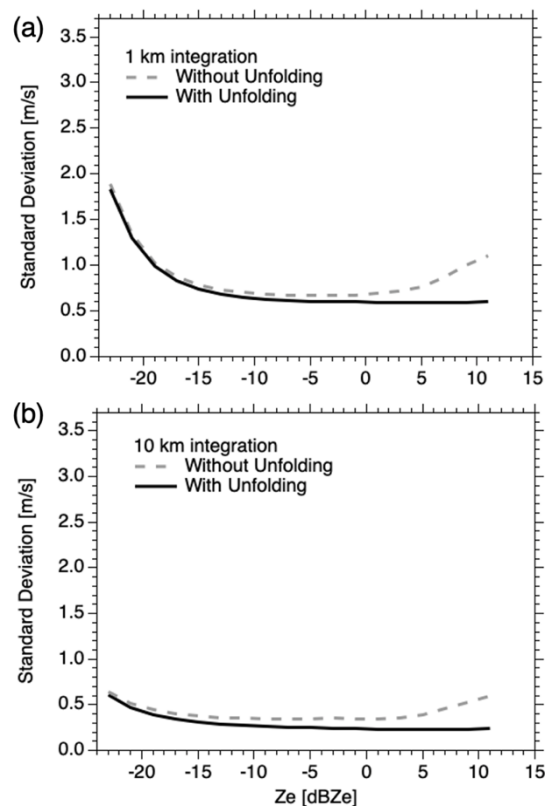 (a)
3.5
3.0
2.5
2.0
1.5
1.0
0.5
0.0
Standard Deviation [m/s]
1 km integration
Without Unfolding
With Unfolding
-20 -15 -10 -5 0 5 10 15
(b)
3.5
3.0
2.5
2.0
1.5
1.0
0.5
0.0
Standard Deviation [m/s]
10 km integration
Without Unfolding
With Unfolding
-20 -15 -10 -5 0 5 10 15
Ze [dBZe]